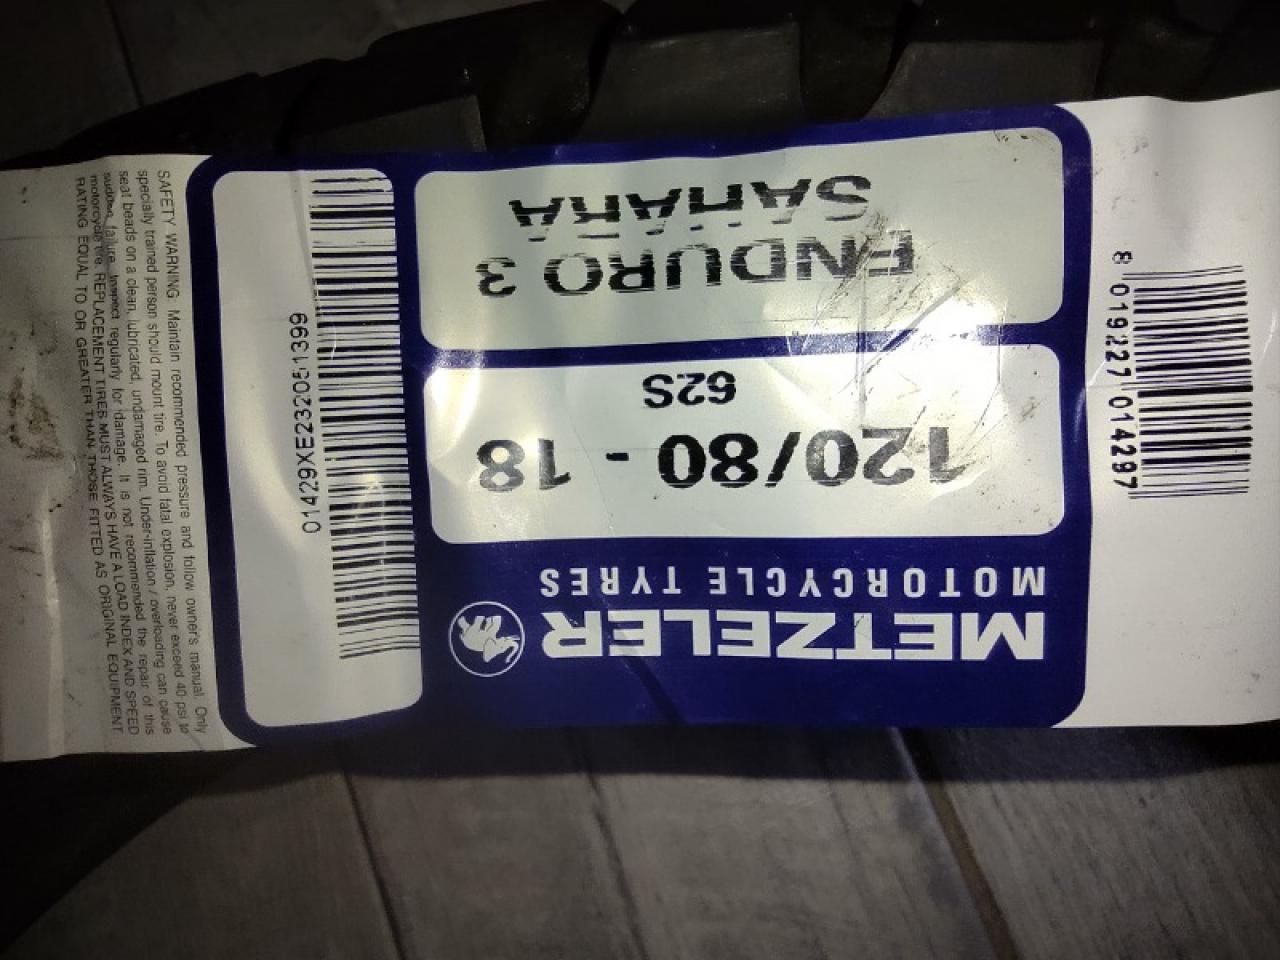 METZELER
MOTORCYCLE TYRES
120/80 - 18
62S
ENDURO 3
SAHARA
01429XE232051399
8 019227 014297
SAFETY WARNING: Maintain recommended pressure and follow owner's manual. Only
specially trained person should mount tire. To avoid fatal explosion, never exceed 40 psi to
seat beads on a clean, lubricated, undamaged rim. Under-inflation / overloading can cause
sudden failure. Inspect regularly for damage. It is not recommended the repair of this
motorcycle tire. REPLACEMENT TIRES MUST ALWAYS HAVE A LOAD INDEX AND SPEED
RATING EQUAL TO OR GREATER THAN THOSE FITTED AS ORIGINAL EQUIPMENT